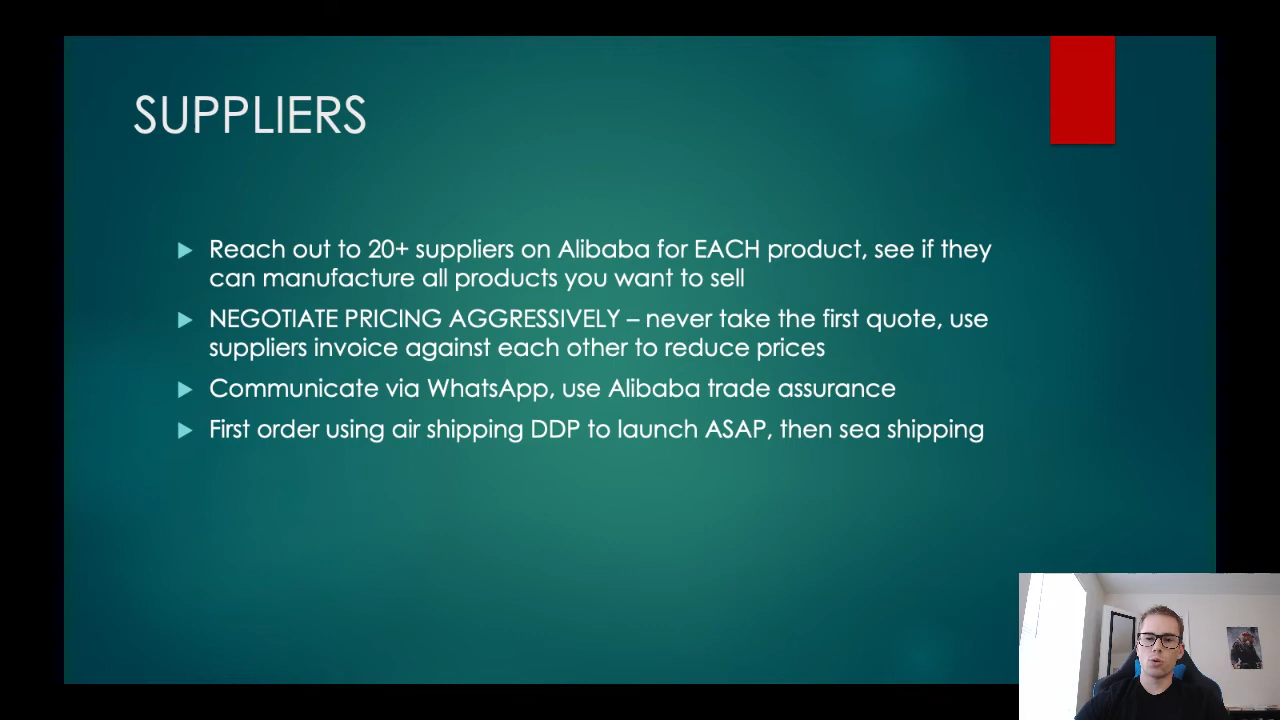 SUPPLIERS
Reach out to 20+ suppliers on Alibaba for EACH product, see if they
can manufacture all products you want to sell
NEGOTIATE PRICING AGGRESSIVELY – never take the first quote, use
suppliers invoice against each other to reduce prices
Communicate via WhatsApp, use Alibaba trade assurance
First order using air shipping DDP to launch ASAP, then sea shipping